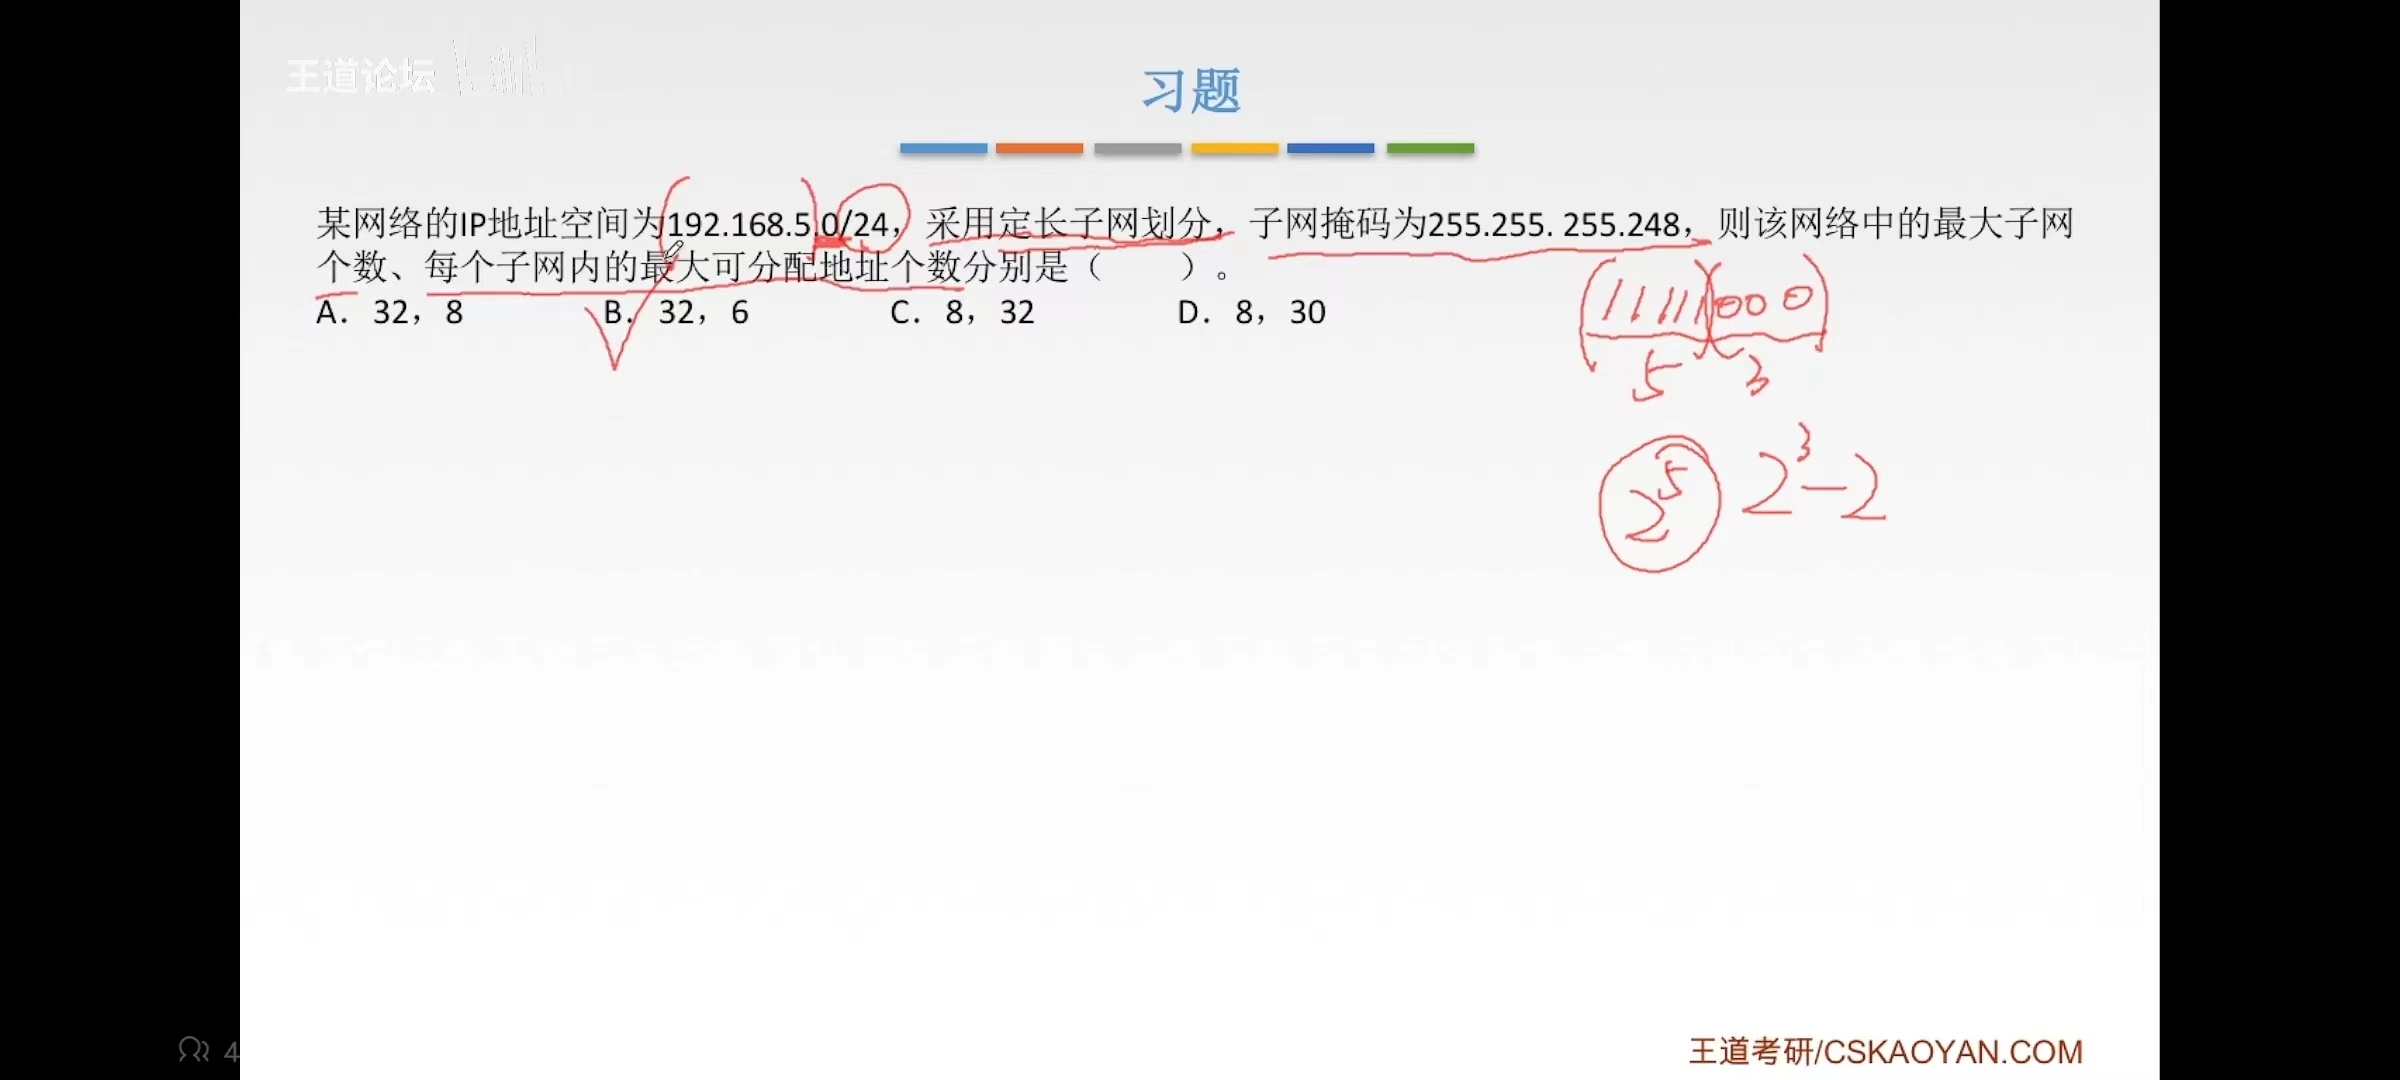 王道论坛
习题
某网络的IP地址空间为192.168.5.0/24，采用定长子网划分，子网掩码为255.255. 255.248，则该网络中的最大子网
个数、每个子网内的最大可分配地址个数分别是（　　）。
A. 32，8　B. 32，6　C. 8，32　D. 8，30
11111 000
5 3
2^5 2^3-2
4
王道考研/CSKAOYAN.COM